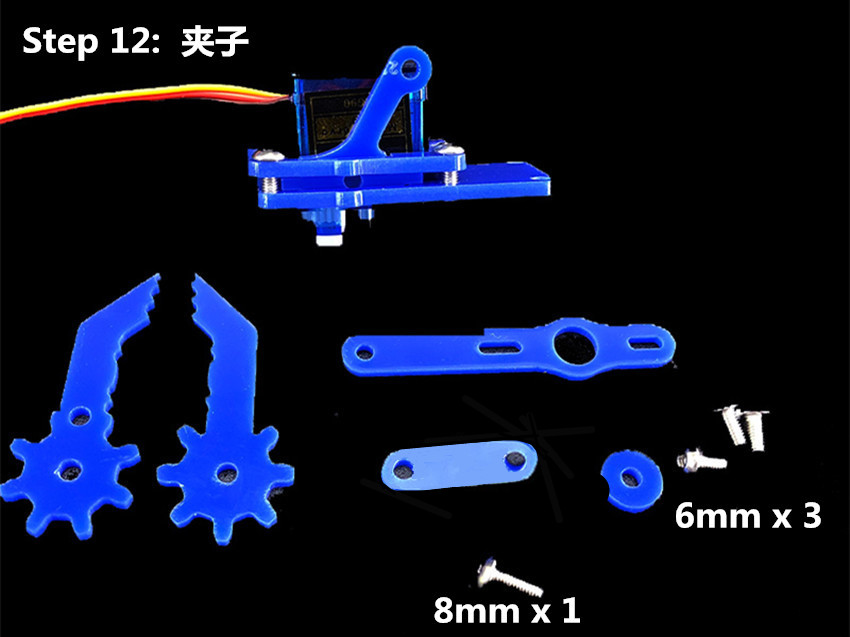 Step 12: 夹子
6mm x 3
8mm x 1